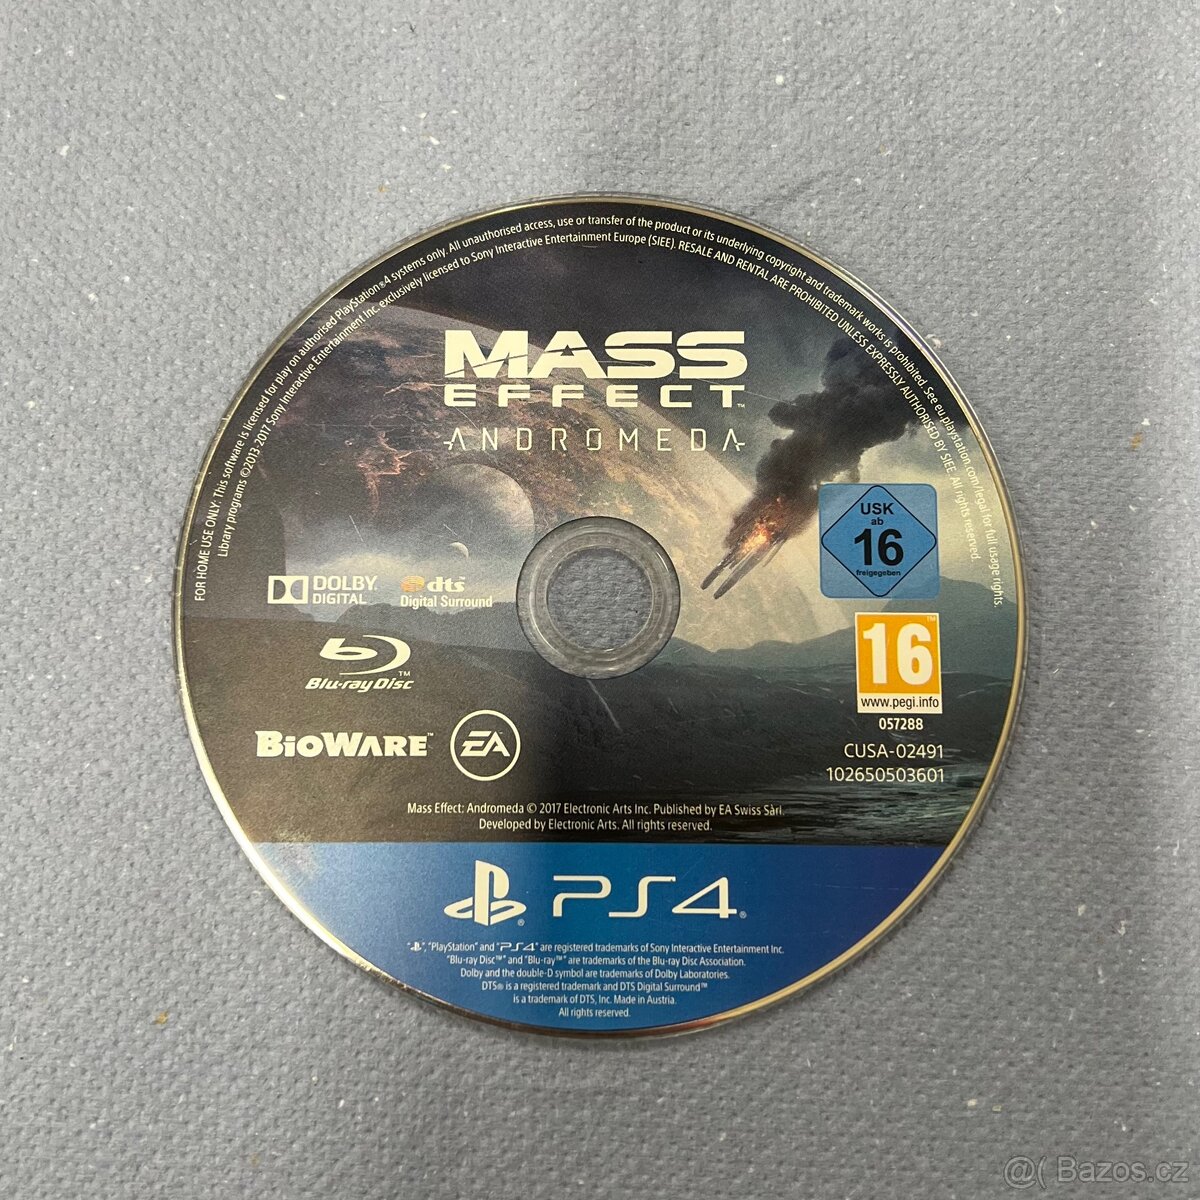 FOR HOME USE ONLY: This software is licensed for play on authorised PlayStation®4 systems only. All unauthorised access, use or transfer of the product or its underlying copyright and trademark works is prohibited. See eu.playstation.com/legal for full usage rights.
Library programs ©2013-2017 Sony Interactive Entertainment Inc. exclusively licensed to Sony Interactive Entertainment Europe (SIEE). RESALE AND RENTAL ARE PROHIBITED UNLESS EXPRESSLY AUTHORISED BY SIEE. All rights reserved.
MASS
EFFECT™
ANDROMEDA
USK
ab
16
freigegeben
DOLBY
DIGITAL
dts
Digital Surround
16
www.pegi.info
Blu-ray Disc™
057288
BIOWARE™
EA
CUSA-02491
102650503601
Mass Effect: Andromeda © 2017 Electronic Arts Inc. Published by EA Swiss Sàrl.
Developed by Electronic Arts. All rights reserved.
PS4®
"PlayStation" and "PS4" are registered trademarks of Sony Interactive Entertainment Inc.
"Blu-ray Disc™" and "Blu-ray™" are trademarks of the Blu-ray Disc Association.
Dolby and the double-D symbol are trademarks of Dolby Laboratories.
DTS® is a registered trademark and DTS Digital Surround™
is a trademark of DTS, Inc. Made in Austria.
All rights reserved.
@( Bazos.cz